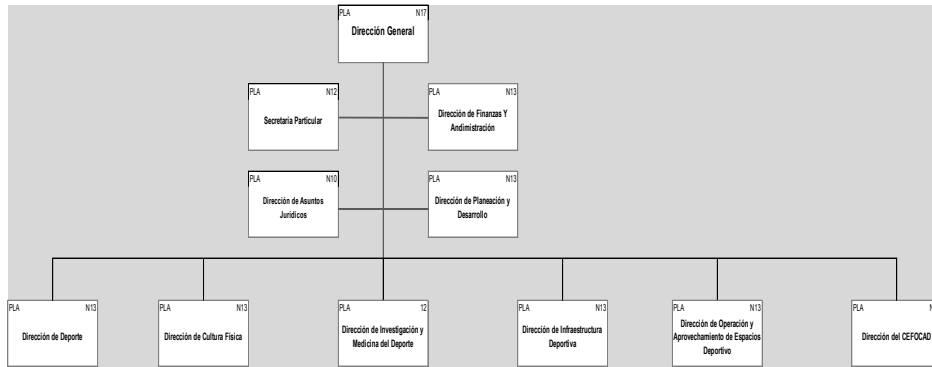 PLA N17
Dirección General
PLA N12
Secretaría Particular
PLA N13
Dirección de Finanzas Y
Andimistración
PLA N10
Dirección de Asuntos
Jurídicos
PLA N13
Dirección de Planeación y
Desarrollo
PLA N13
Dirección de Deporte
PLA N13
Dirección de Cultura Física
PLA 12
Dirección de Investigación y
Medicina del Deporte
PLA N13
Dirección de Infraestructura
Deportiva
PLA N13
Dirección de Operación y
Aprovechamiento de Espacios
Deportivo
PLA
Dirección del CEFOCAD